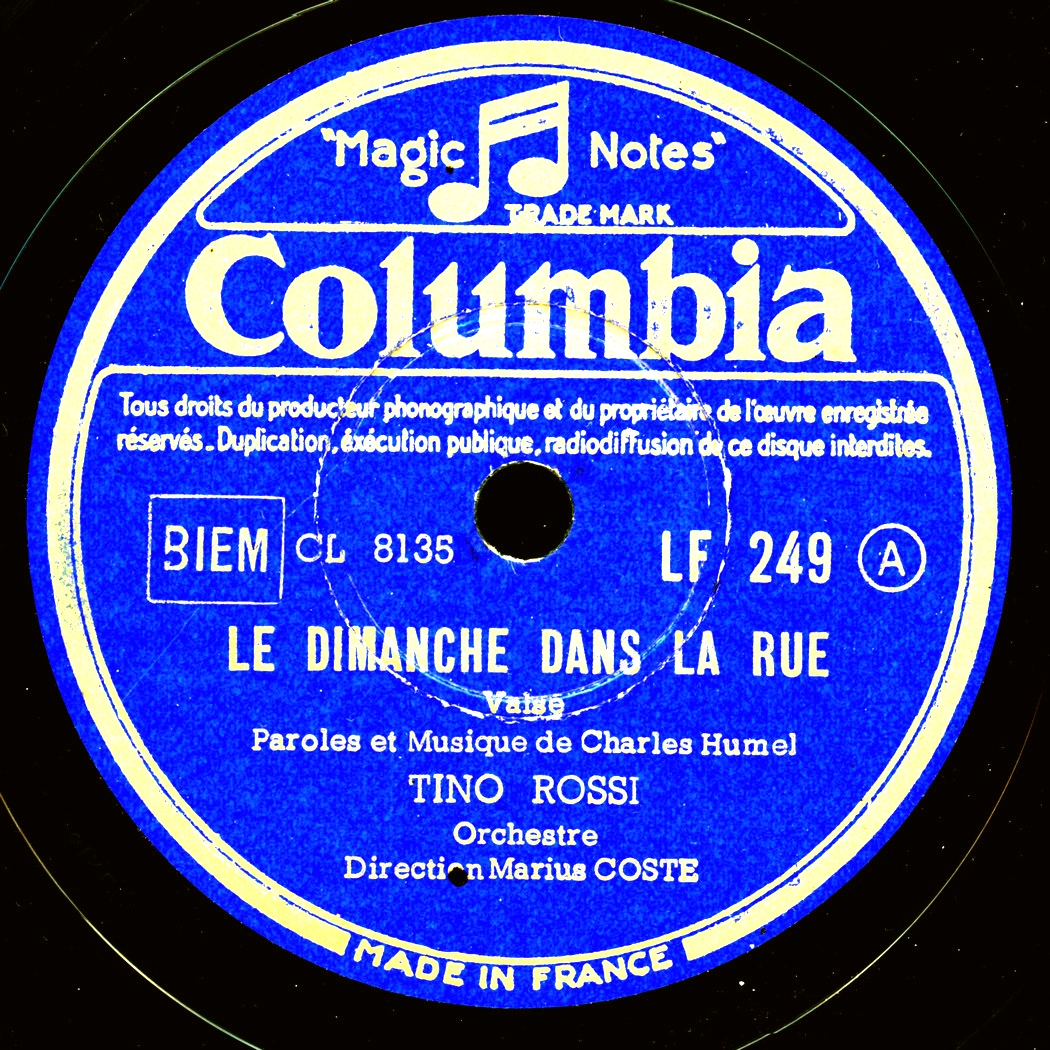 "Magic Notes"
TRADE MARK
Columbia
Tous droits du producteur phonographique et du propriétaire de l'œuvre enregistrée
réservés. Duplication, éxécution publique, radiodiffusion de ce disque interdites.
BIEM CL 8135 LF 249 A
LE DIMANCHE DANS LA RUE
Valse
Paroles et Musique de Charles Humel
TINO ROSSI
Orchestre
Direction Marius COSTE
MADE IN FRANCE